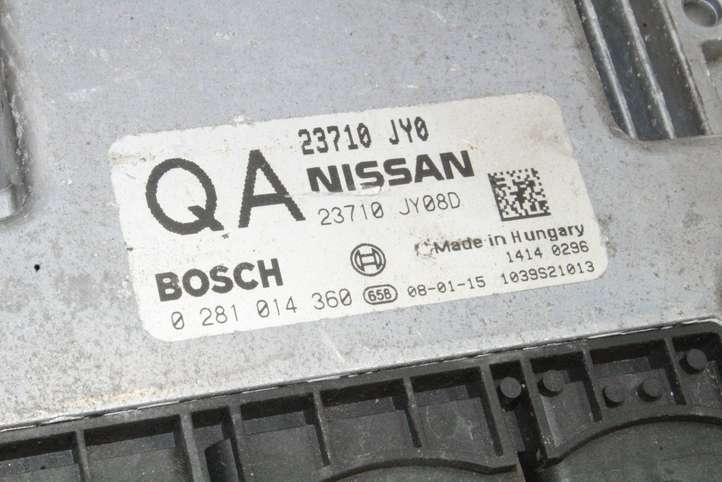 23710 JY0
QA NISSAN
23710 JY08D
Made in Hungary
BOSCH
1414 0296
0 281 014 360 658 08-01-15 1039S21013